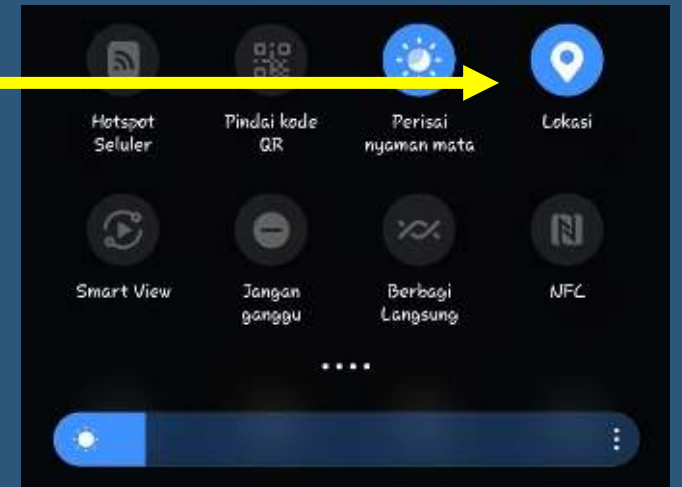 Hotspot
Seluler
Pindai kode
QR
Perisai
nyaman mata
Lokasi
Smart View
Jangan
ganggu
Berbagi
Langsung
NFC